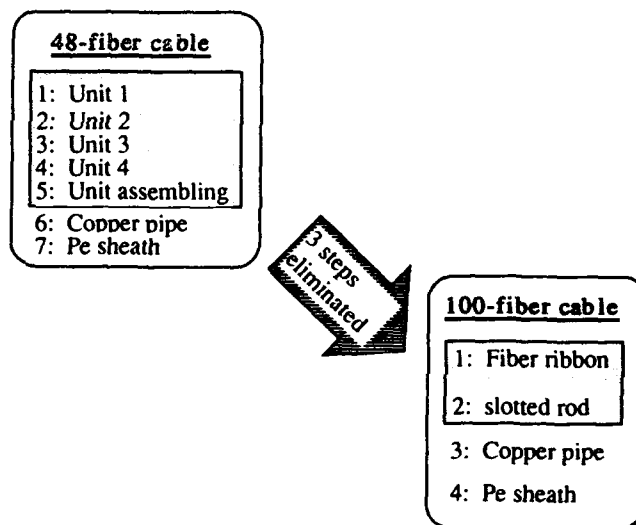 48-fiber cable
1: Unit 1
2: Unit 2
3: Unit 3
4: Unit 4
5: Unit assembling
6: Copper pipe
7: Pe sheath
3 steps
eliminated
100-fiber cable
1: Fiber ribbon
2: slotted rod
3: Copper pipe
4: Pe sheath